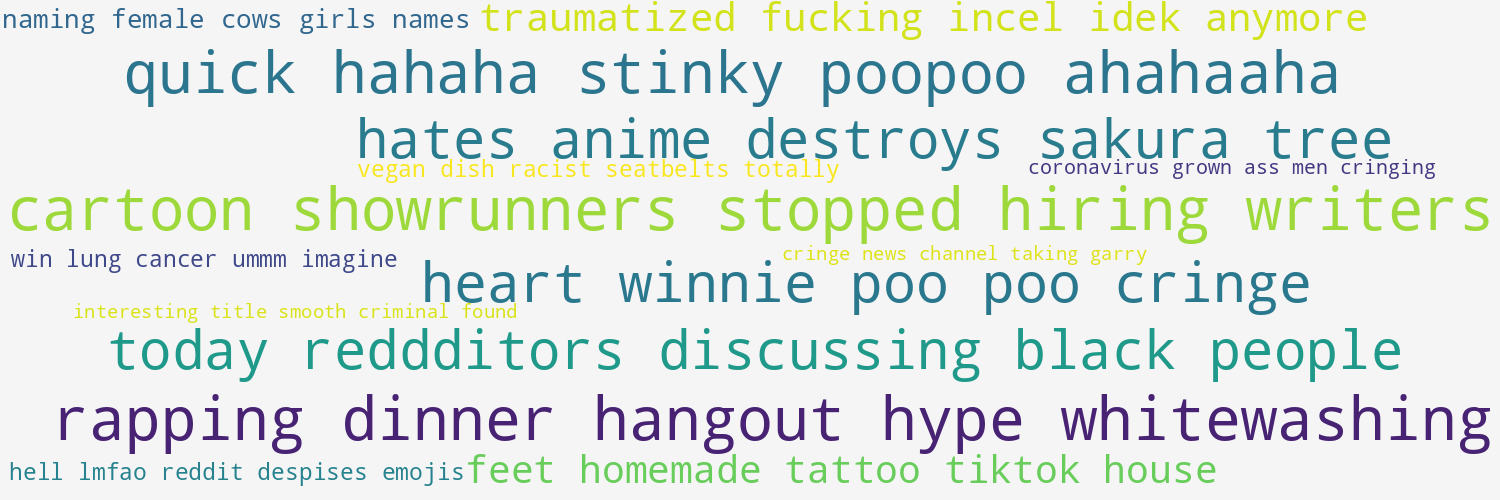 naming female cows girls names
traumatized fucking incel idek anymore
quick hahaha stinky poopoo ahahaaha
hates anime destroys sakura tree
vegan dish racist seatbelts totally
coronavirus grown ass men cringing
cartoon showrunners stopped hiring writers
win lung cancer ummm imagine
cringe news channel taking garry
heart winnie poo poo cringe
interesting title smooth criminal found
today reddditors discussing black people
rapping dinner hangout hype whitewashing
hell lmfao reddit despises emojis
feet homemade tattoo tiktok house